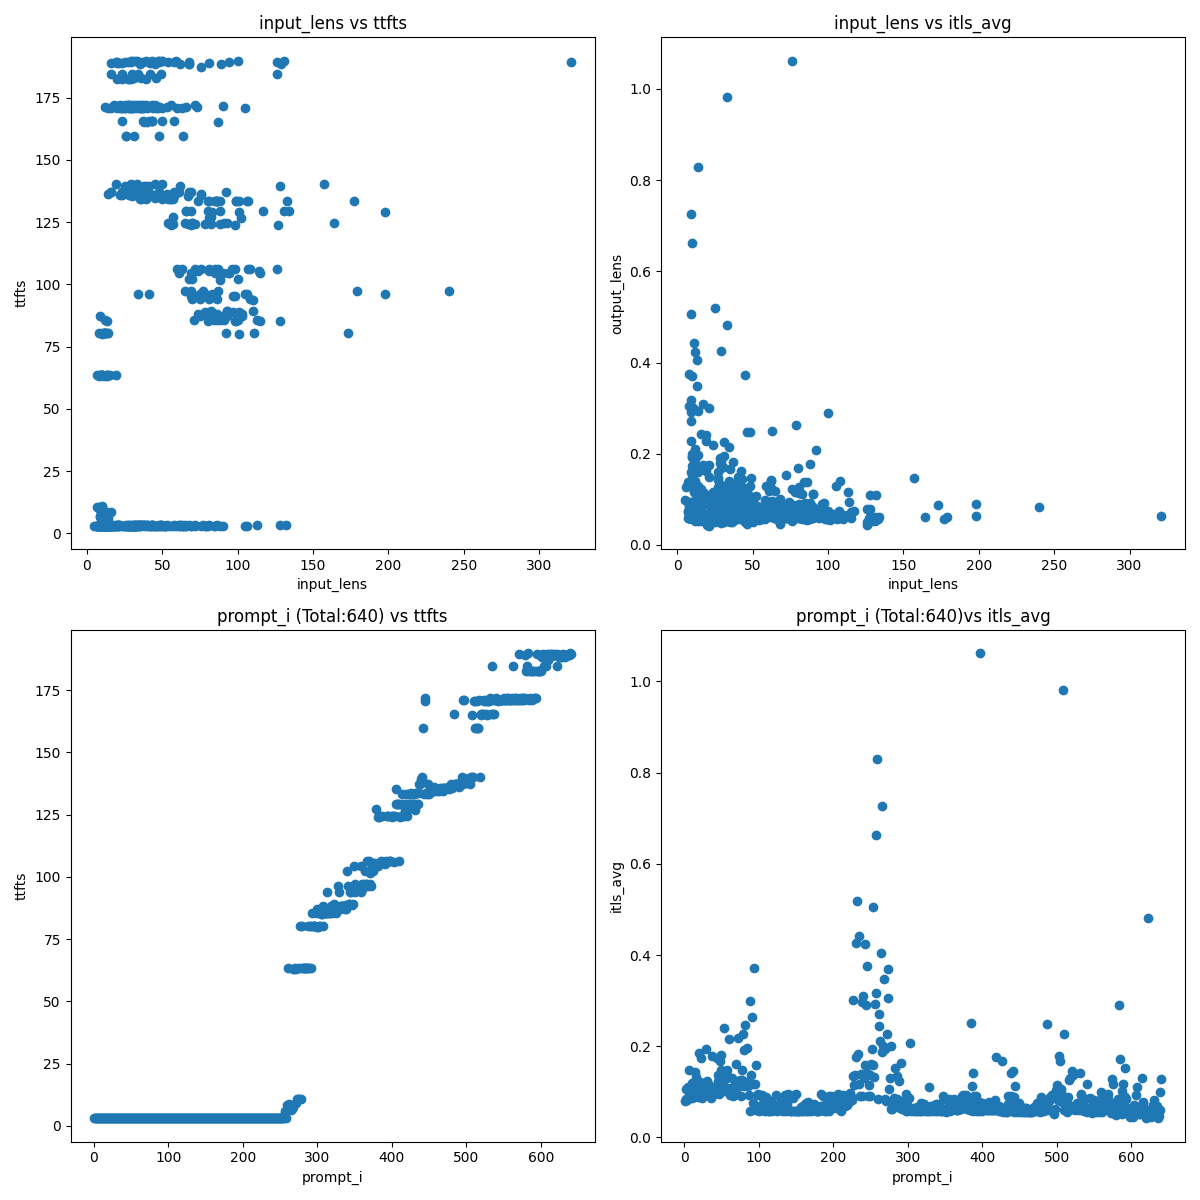 input_lens vs ttfts
ttfts
175
150
125
100
75
50
25
0
0 50 100 150 200 250 300
input_lens
input_lens vs itls_avg
output_lens
1.0
0.8
0.6
0.4
0.2
0.0
0 50 100 150 200 250 300
input_lens
prompt_i (Total:640) vs ttfts
ttfts
175
150
125
100
75
50
25
0
0 100 200 300 400 500 600
prompt_i
prompt_i (Total:640)vs itls_avg
itls_avg
1.0
0.8
0.6
0.4
0.2
0.0
0 100 200 300 400 500 600
prompt_i